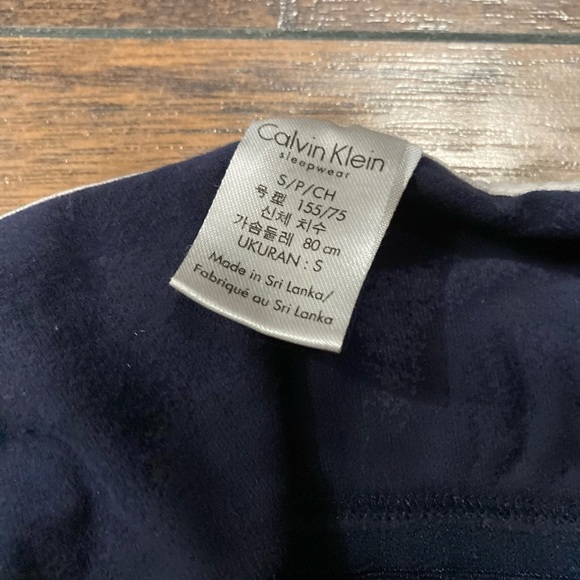 Calvin Klein
sleepwear
S/P/CH
号型 155/75
신체 치수
가슴둘레 80 cm
UKURAN : S
Made in Sri Lanka/
Fabriqué au Sri Lanka